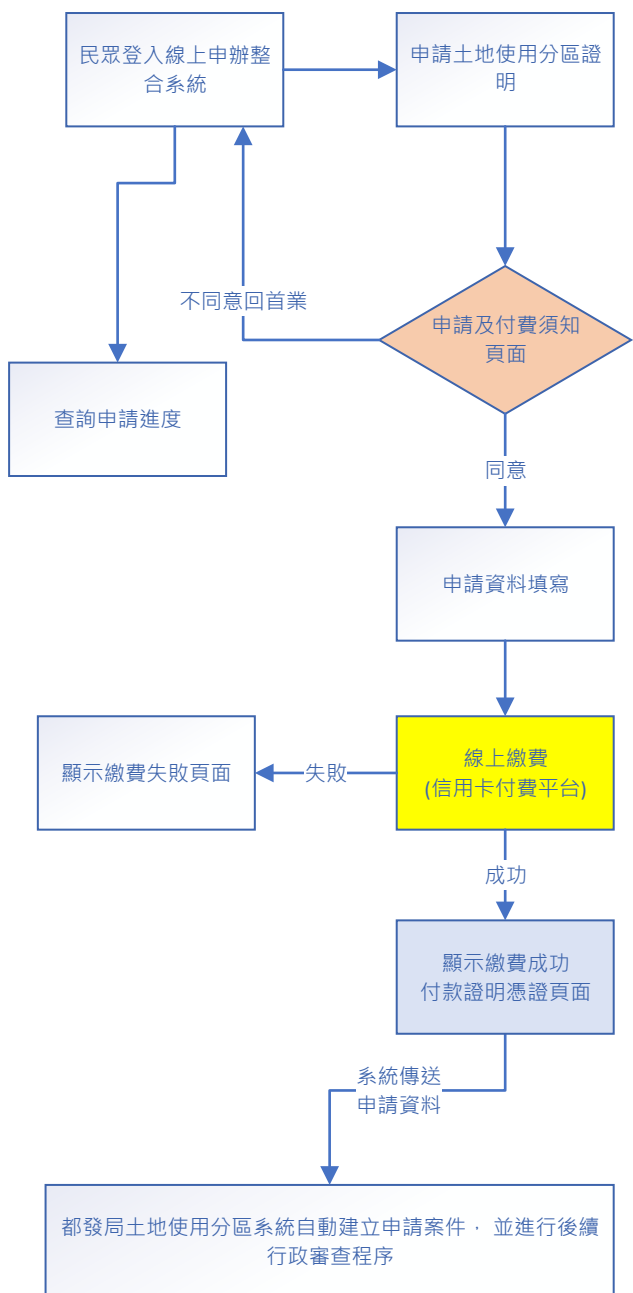 民眾登入線上申辦整
合系統
申請土地使用分區證
明
不同意回首業
申請及付費須知
頁面
查詢申請進度
同意
申請資料填寫
顯示繳費失敗頁面
失敗
線上繳費
(信用卡付費平台)
成功
顯示繳費成功
付款證明憑證頁面
系統傳送
申請資料
都發局土地使用分區系統自動建立申請案件， 並進行後續
行政審查程序